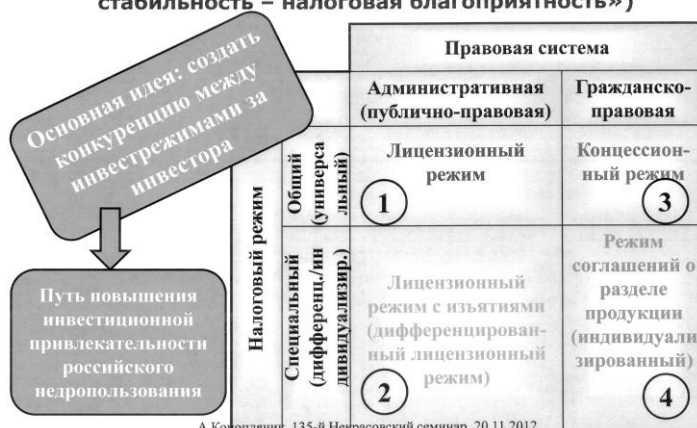 стабильность – налоговая благоприятность»)
Основная идея: создать
конкуренцию между
инвестрежимами за
инвестора
Путь повышения
инвестиционной
привлекательности
российского
недропользования
Правовая система
Административная
(публично-правовая)
Гражданско-
правовая
Налоговый режим
Общий
(универса
льный)
Лицензионный
режим
1
Концессион-
ный режим
3
Специальный
(дифференц./ин
дивидуализир.)
Лицензионный
режим с изъятиями
(дифференцирован-
ный лицензионный
режим)
2
Режим
соглашений о
разделе
продукции
(индивидуали
зированный)
4
А.Конопляник, 135-й Некрасовский семинар, 20.11.2012